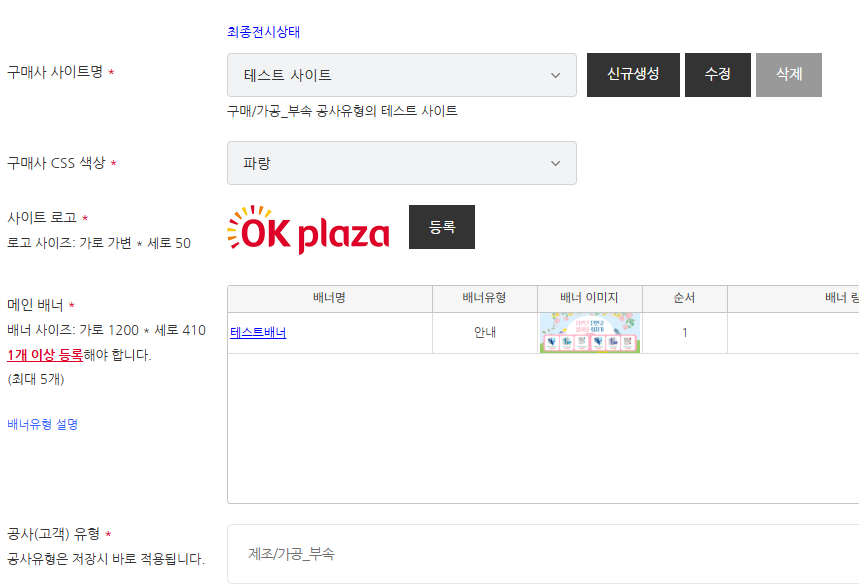 최종전시상태
구매사 사이트명 *
테스트 사이트
신규생성
수정
삭제
구매/가공_부속 공사유형의 테스트 사이트
구매사 CSS 색상 *
파랑
사이트 로고 *
로고 사이즈: 가로 가변 * 세로 50
OK plaza
등록
메인 배너 *
배너 사이즈: 가로 1200 * 세로 410
1개 이상 등록해야 합니다.
(최대 5개)
배너유형 설명
배너명 배너유형 배너 이미지 순서 배너 링
테스트배너 안내 1
공사(고객) 유형 *
공사유형은 저장시 바로 적용됩니다.
제조/가공_부속